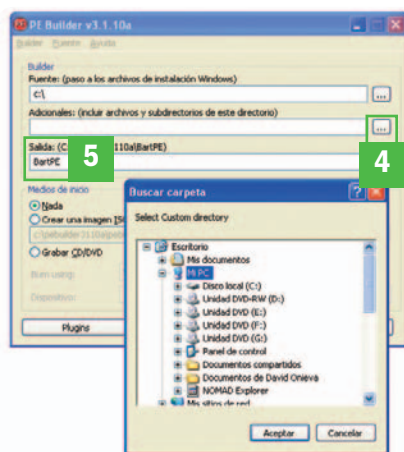 PE Builder v3.1.10a
Builder Fuente Ayuda
Builder
Fuente: (paso a los archivos de instalación Windows)
C:\
...
Adicionales: (incluir archivos y subdirectorios de este directorio)
...
4
Salida: (C: 110a\BartPE)
BartPE
5
Medios de inicio
Nada
Crear una imagen
Grabar CD/DVD
Burn using:
Dispositivo:
Plugins
Buscar carpeta
?
Select Custom directory
Escritorio
Mis documentos
Mi PC
Disco local (C:)
Unidad DVD-RW (D:)
Unidad DVD (E:)
Unidad DVD (F:)
Unidad DVD (G:)
Panel de control
Documentos compartidos
Documentos de David Onieva
NOMAD Explorer
Mis sitios de red
Aceptar Cancelar